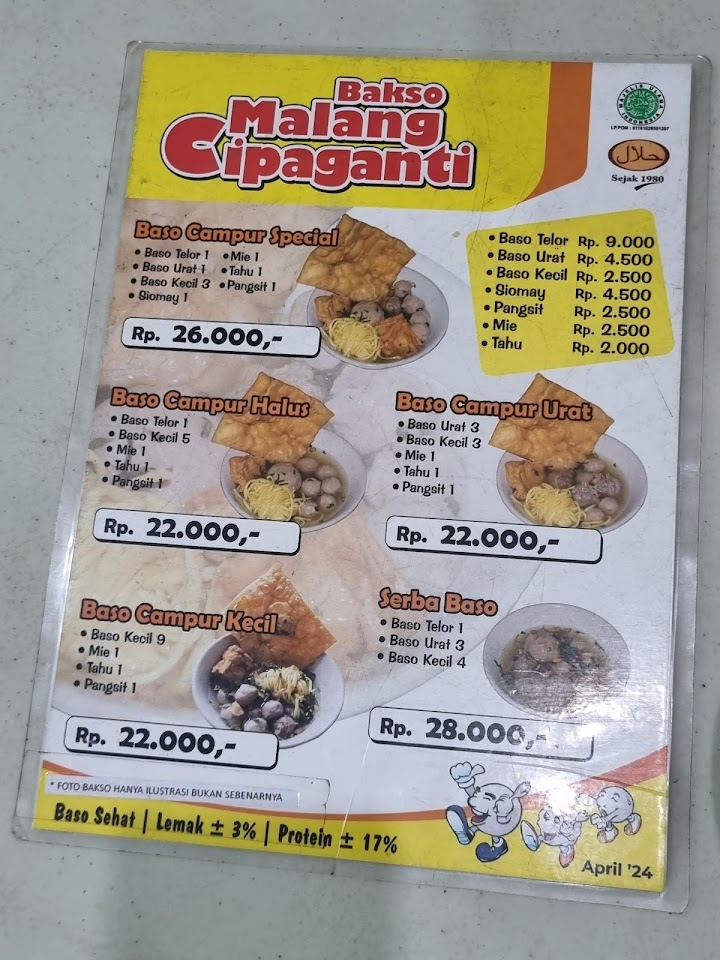 Bakso
Malang
Cipaganti
MAJELIS ULAMA
INDONESIA
حلال
Sejak 1980
Baso Campur Special
• Baso Telor 1 • Mie 1
• Baso Urat 1 • Tahu 1
• Baso Kecil 3 • Pangsit 1
• Siomay 1
Rp. 26.000,-
• Baso Telor Rp. 9.000
• Baso Urat Rp. 4.500
• Baso Kecil Rp. 2.500
• Siomay Rp. 4.500
• Pangsit Rp. 2.500
• Mie Rp. 2.500
• Tahu Rp. 2.000
Baso Campur Halus
• Baso Telor 1
• Baso Kecil 5
• Mie 1
• Tahu 1
• Pangsit 1
Rp. 22.000,-
Baso Campur Urat
• Baso Urat 3
• Baso Kecil 3
• Mie 1
• Tahu 1
• Pangsit 1
Rp. 22.000,-
Baso Campur Kecil
• Baso Kecil 9
• Mie 1
• Tahu 1
• Pangsit 1
Rp. 22.000,-
Serba Baso
• Baso Telor 1
• Baso Urat 3
• Baso Kecil 4
Rp. 28.000,-
* FOTO BAKSO HANYA ILUSTRASI BUKAN SEBENARNYA
Baso Sehat | Lemak ± 3% | Protein ± 17%
April '24